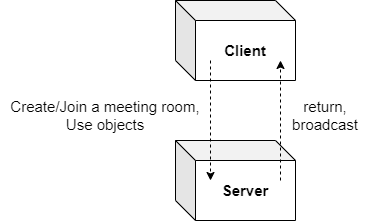 Client
Create/Join a meeting room,
Use objects
return,
broadcast
Server